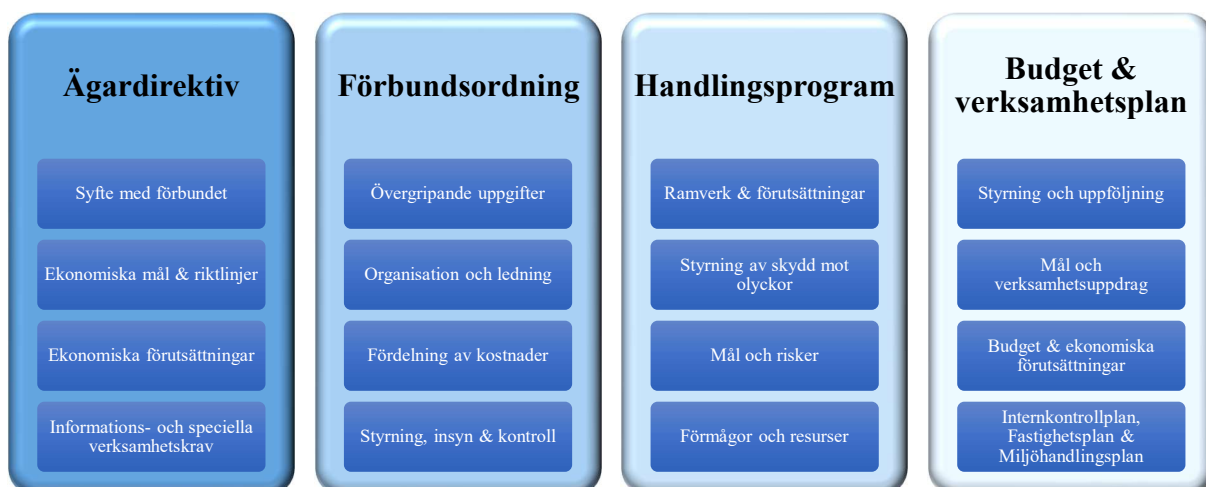 Ägardirektiv
Syfte med förbundet
Ekonomiska mål & riktlinjer
Ekonomiska förutsättningar
Informations- och speciella
verksamhetskrav
Förbundsordning
Övergripande uppgifter
Organisation och ledning
Fördelning av kostnader
Styrning, insyn & kontroll
Handlingsprogram
Ramverk & förutsättningar
Styrning av skydd mot
olyckor
Mål och risker
Förmågor och resurser
Budget &
verksamhetsplan
Styrning och uppföljning
Mål och
verksamhetsuppdrag
Budget & ekonomiska
förutsättningar
Internkontrollplan,
Fastighetsplan &
Miljöhandlingsplan